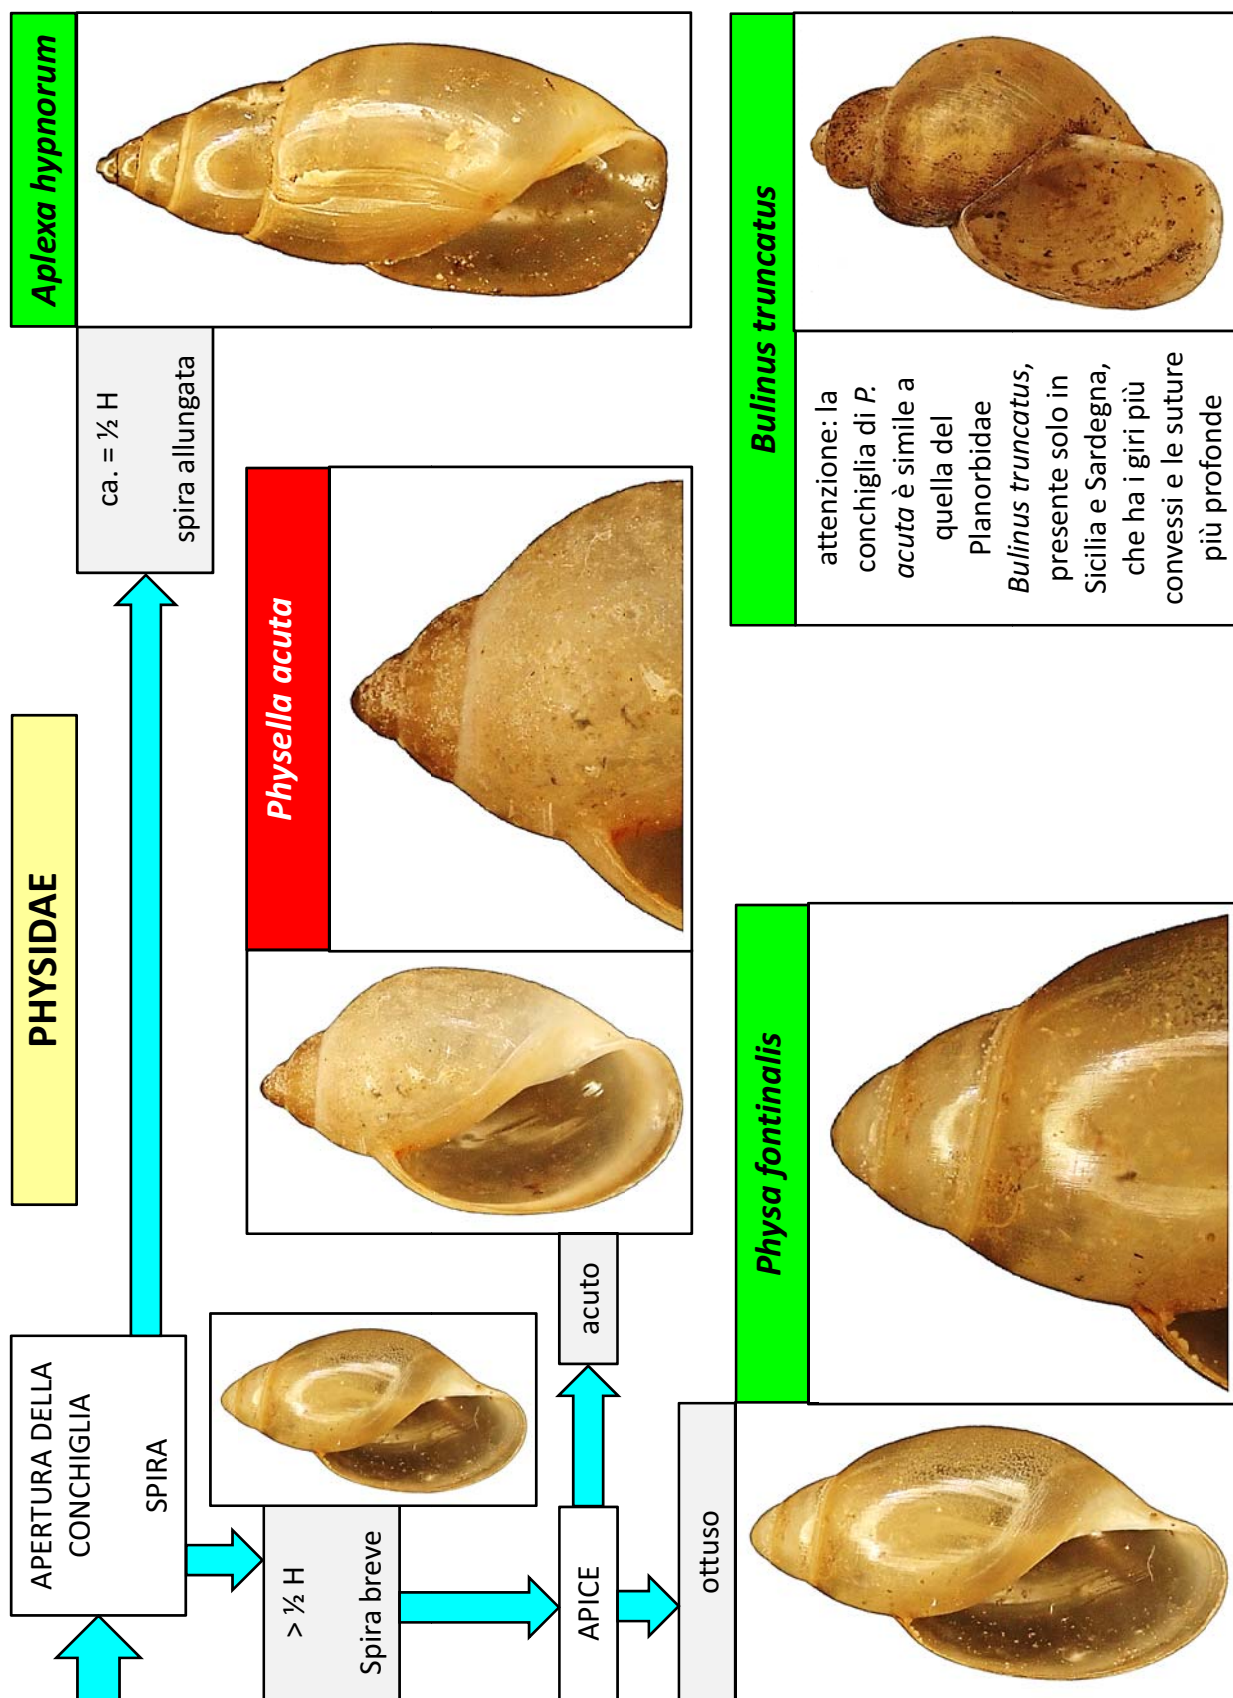 PHYSIDAE
APERTURA DELLA
CONCHIGLIA
SPIRA
ca. = ½ H
spira allungata
Aplexa hypnorum
> ½ H
Spira breve
APICE
acuto
Physella acuta
ottuso
Physa fontinalis
Bulinus truncatus
attenzione: la
conchiglia di P.
acuta è simile a
quella del
Planorbidae
Bulinus truncatus,
presente solo in
Sicilia e Sardegna,
che ha i giri più
convessi e le suture
più profonde